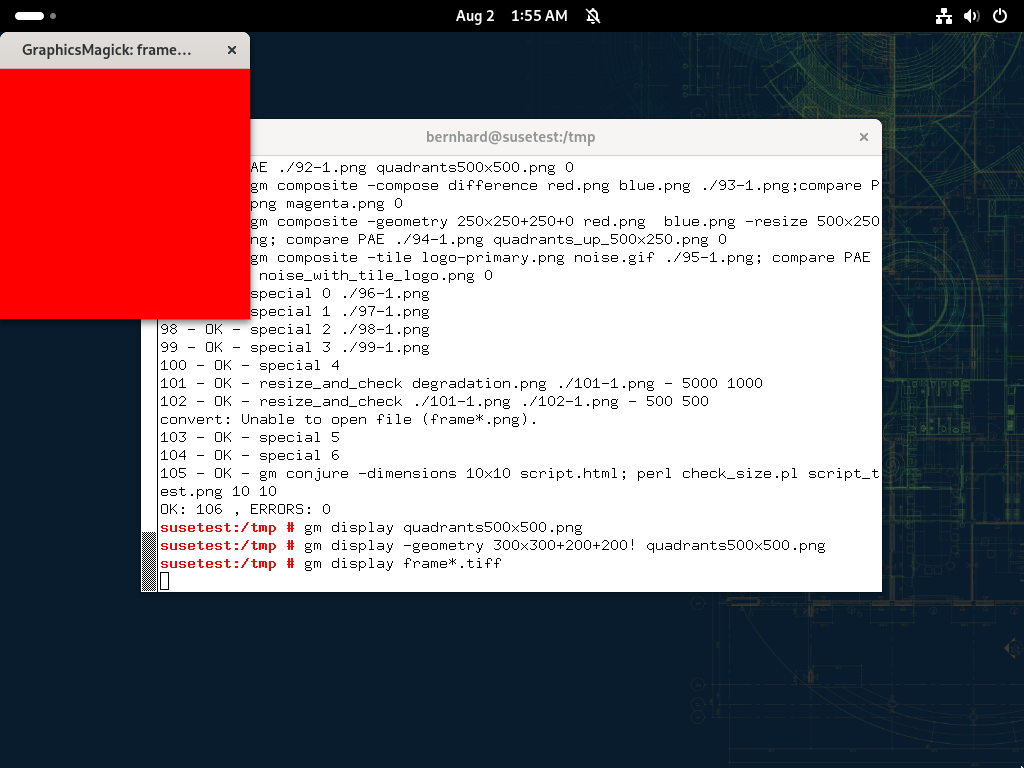 Aug 2 1:55 AM
GraphicsMagick: frame…
bernhard@susetest:/tmp
AE ./92-1.png quadrants500x500.png 0
gm composite -compose difference red.png blue.png ./93-1.png;compare P
png magenta.png 0
gm composite -geometry 250x250+250+0 red.png  blue.png -resize 500x250
ng; compare PAE ./94-1.png quadrants_up_500x250.png 0
gm composite -tile logo-primary.png noise.gif ./95-1.png; compare PAE
noise_with_tile_logo.png 0
special 0 ./96-1.png
special 1 ./97-1.png
98 - OK - special 2 ./98-1.png
99 - OK - special 3 ./99-1.png
100 - OK - special 4
101 - OK - resize_and_check degradation.png ./101-1.png - 5000 1000
102 - OK - resize_and_check ./101-1.png ./102-1.png - 500 500
convert: Unable to open file (frame*.png).
103 - OK - special 5
104 - OK - special 6
105 - OK - gm conjure -dimensions 10x10 script.html; perl check_size.pl script_t
est.png 10 10
OK: 106 , ERRORS: 0
susetest:/tmp # gm display quadrants500x500.png
susetest:/tmp # gm display -geometry 300x300+200+200! quadrants500x500.png
susetest:/tmp # gm display frame*.tiff